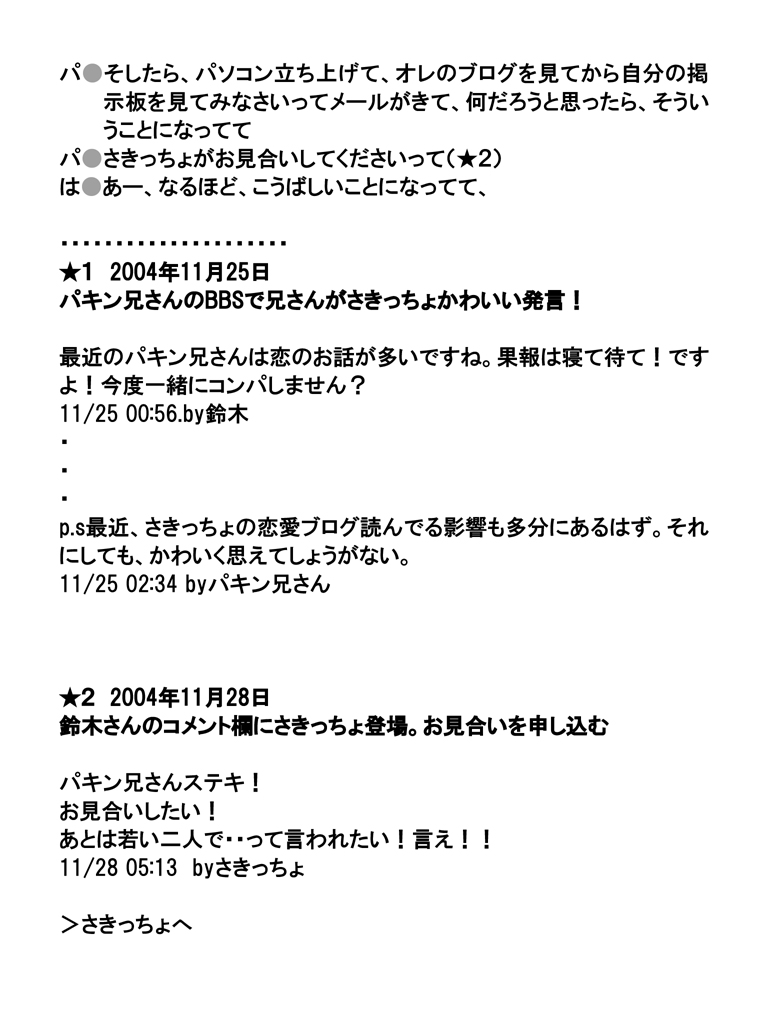 パ●そしたら、パソコン立ち上げて、オレのブログを見てから自分の掲
示板を見てみなさいってメールがきて、何だろうと思ったら、そうい
うことになってて
パ●さきっちょがお見合いしてくださいって（★２）
は●あー、なるほど、こうばしいことになってて、
・・・・・・・・・・・・・・・・・・・・・
★１　2004年11月25日
パキン兄さんのBBSで兄さんがさきっちょかわいい発言！
最近のパキン兄さんは恋のお話が多いですね。果報は寝て待て！です
よ！今度一緒にコンパしません？
11/25 00:56.by鈴木
・
・
・
p.s最近、さきっちょの恋愛ブログ読んでる影響も多分にあるはず。それ
にしても、かわいく思えてしょうがない。
11/25 02:34 byパキン兄さん
★２　2004年11月28日
鈴木さんのコメント欄にさきっちょ登場。お見合いを申し込む
パキン兄さんステキ！
お見合いしたい！
あとは若い二人で・・って言われたい！言え！！
11/28 05:13　byさきっちょ
＞さきっちょへ